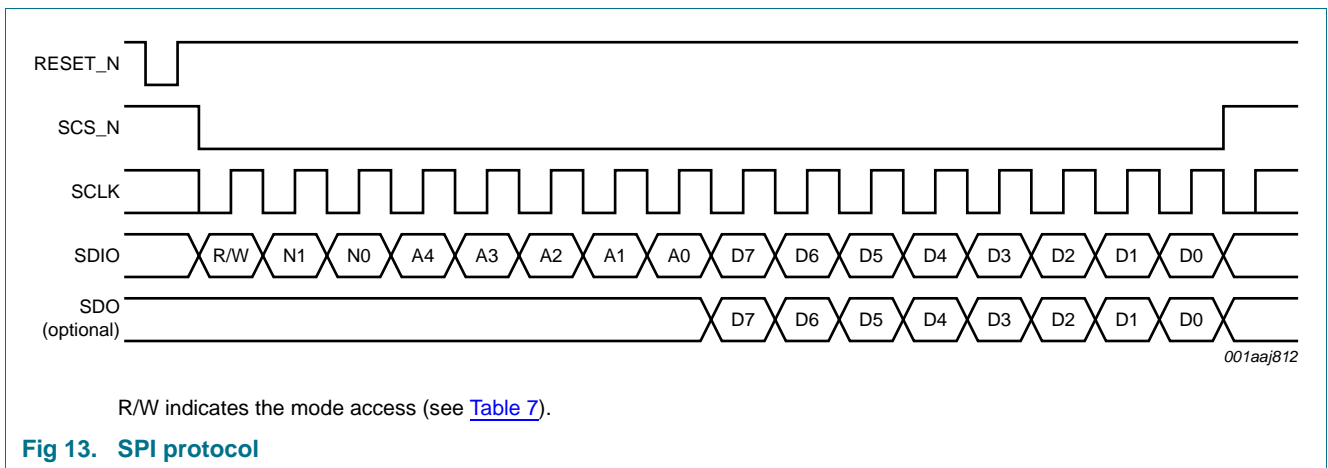 RESET_N
SCS_N
SCLK
SDIO R/W N1 N0 A4 A3 A2 A1 A0 D7 D6 D5 D4 D3 D2 D1 D0
SDO
(optional) D7 D6 D5 D4 D3 D2 D1 D0
001aaj812
R/W indicates the mode access (see Table 7).
Fig 13. SPI protocol